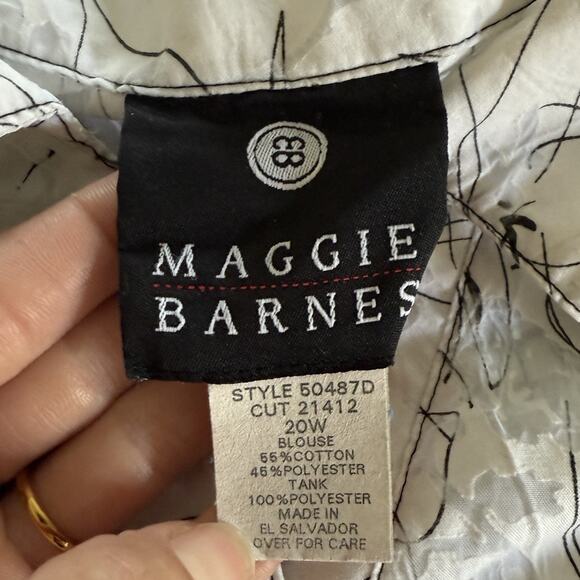 MAGGIE
BARNES
STYLE 50487D
CUT 21412
20W
BLOUSE
55%COTTON
45%POLYESTER
TANK
100%POLYESTER
MADE IN
EL SALVADOR
OVER FOR CARE